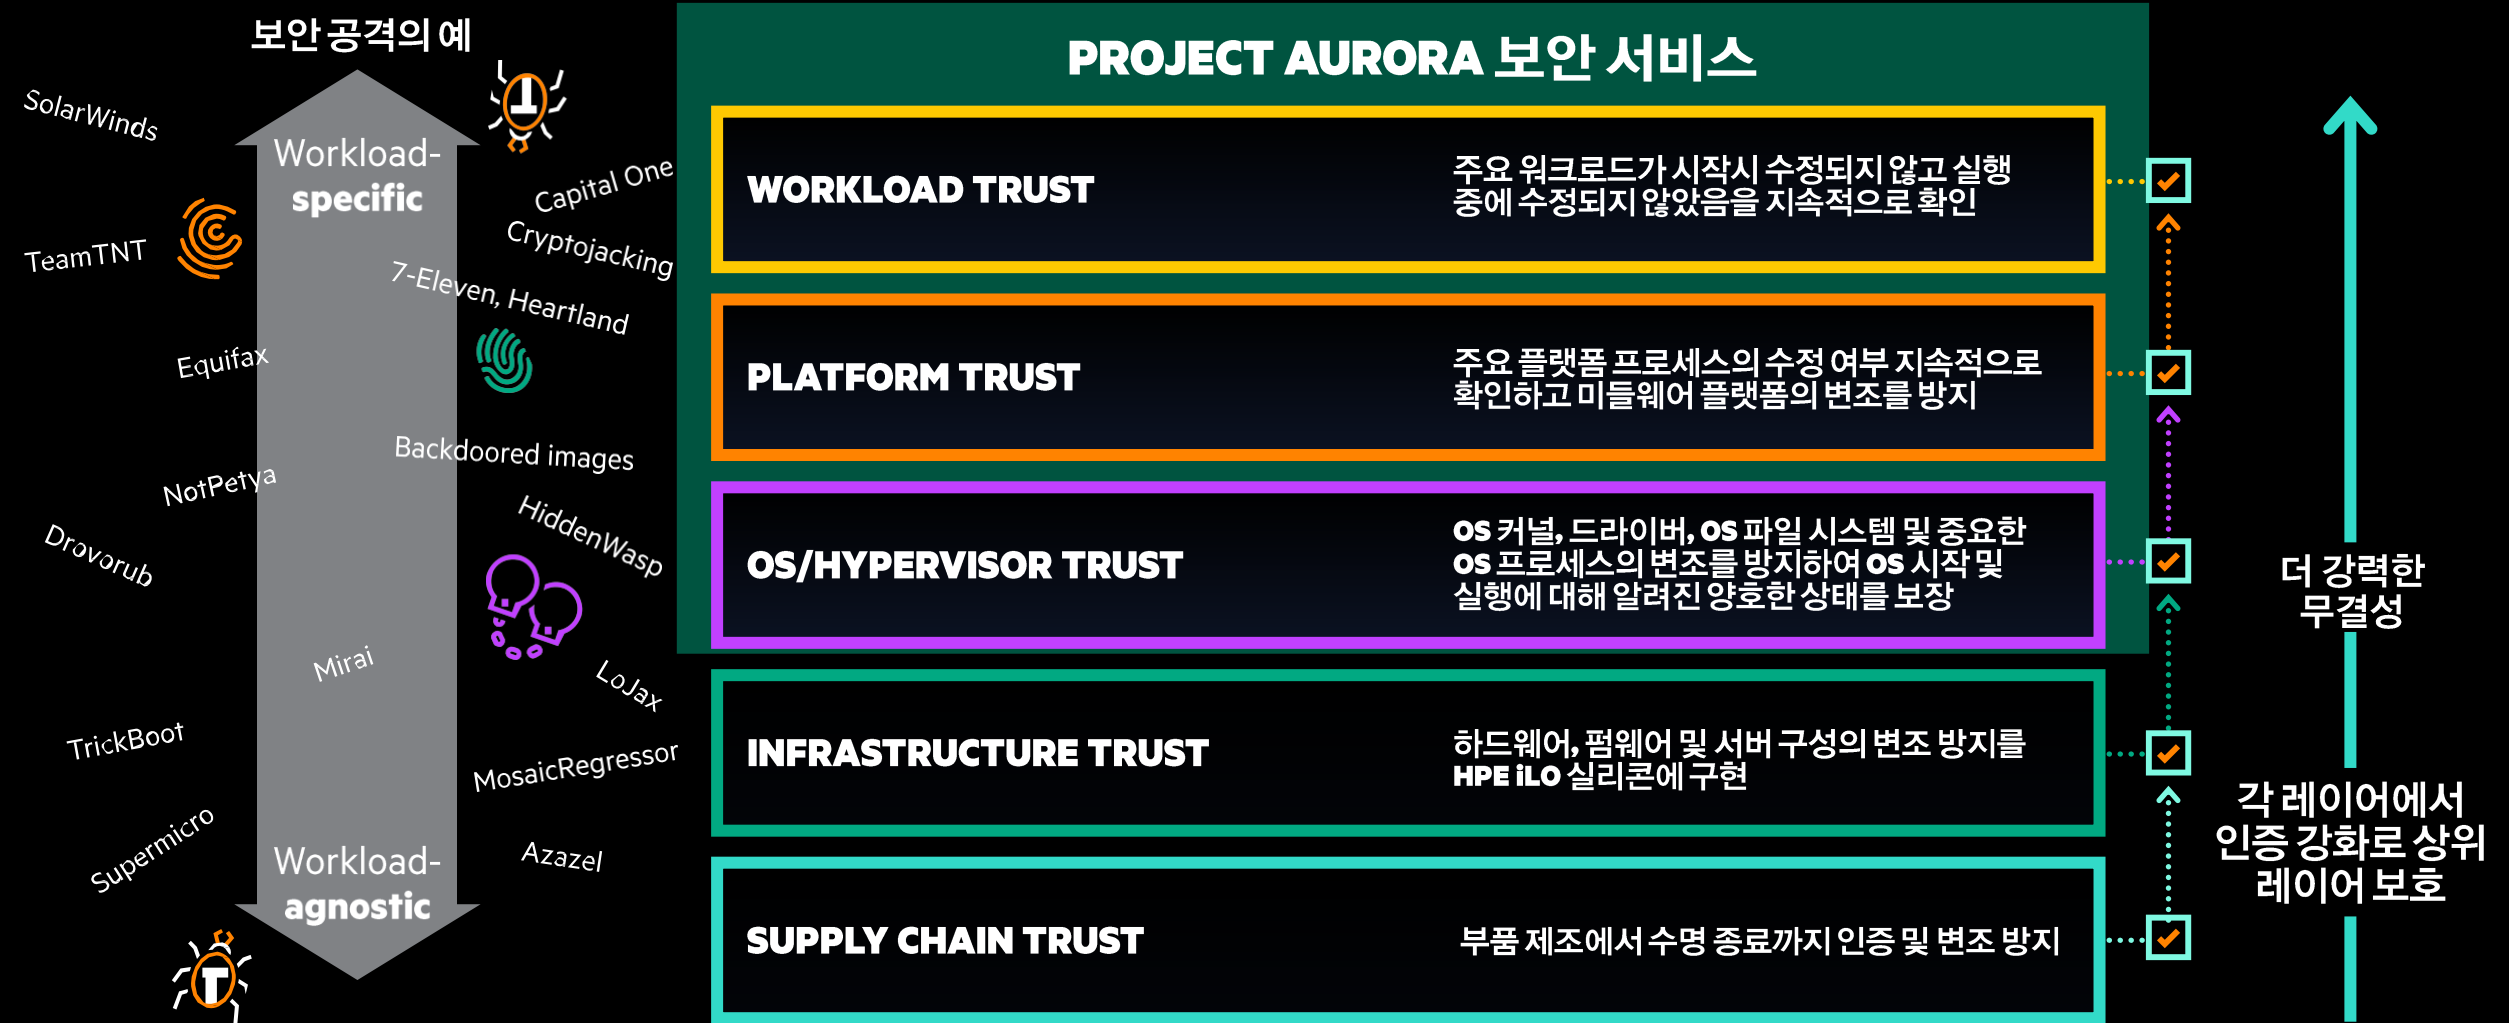 보안 공격의 예
SolarWinds
Workload-
specific
Capital One
TeamTNT
Cryptojacking
7-Eleven, Heartland
Equifax
Backdoored images
NotPetya
HiddenWasp
Drovorub
Mirai
LoJax
TrickBoot
MosaicRegressor
Supermicro
Azazel
Workload-
agnostic
PROJECT AURORA 보안 서비스
WORKLOAD TRUST
주요 워크로드가 시작시 수정되지 않고 실행
중에 수정되지 않았음을 지속적으로 확인
PLATFORM TRUST
주요 플랫폼 프로세스의 수정 여부 지속적으로
확인하고 미들웨어 플랫폼의 변조를 방지
OS/HYPERVISOR TRUST
OS 커널, 드라이버, OS 파일 시스템 및 중요한
OS 프로세스의 변조를 방지하여 OS 시작 및
실행에 대해 알려진 양호한 상태를 보장
INFRASTRUCTURE TRUST
하드웨어, 펌웨어 및 서버 구성의 변조 방지를
HPE iLO 실리콘에 구현
SUPPLY CHAIN TRUST
부품 제조에서 수명 종료까지 인증 및 변조 방지
더 강력한
무결성
각 레이어에서
인증 강화로 상위
레이어 보호